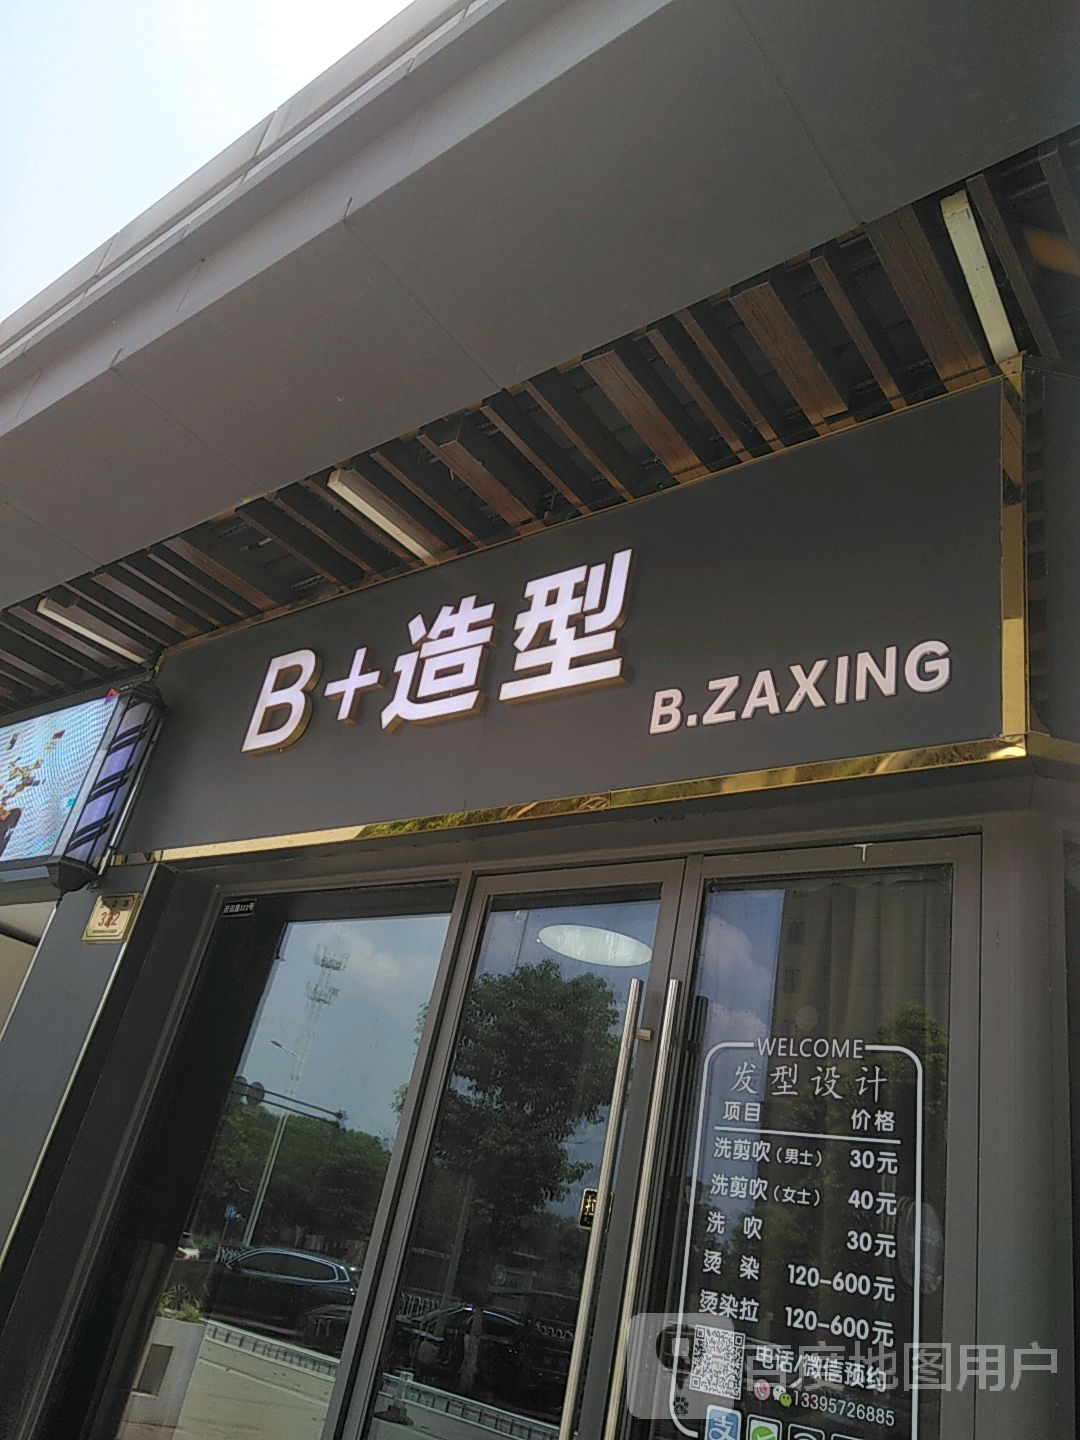 B+造型
B.ZAXING
322
WELCOME
发型设计
项目 价格
洗剪吹(男士) 30元
洗剪吹(女士) 40元
洗吹 30元
烫染 120-600元
烫染拉 120-600元
电话/微信预约
13395726885
支
拉
百度地图用户